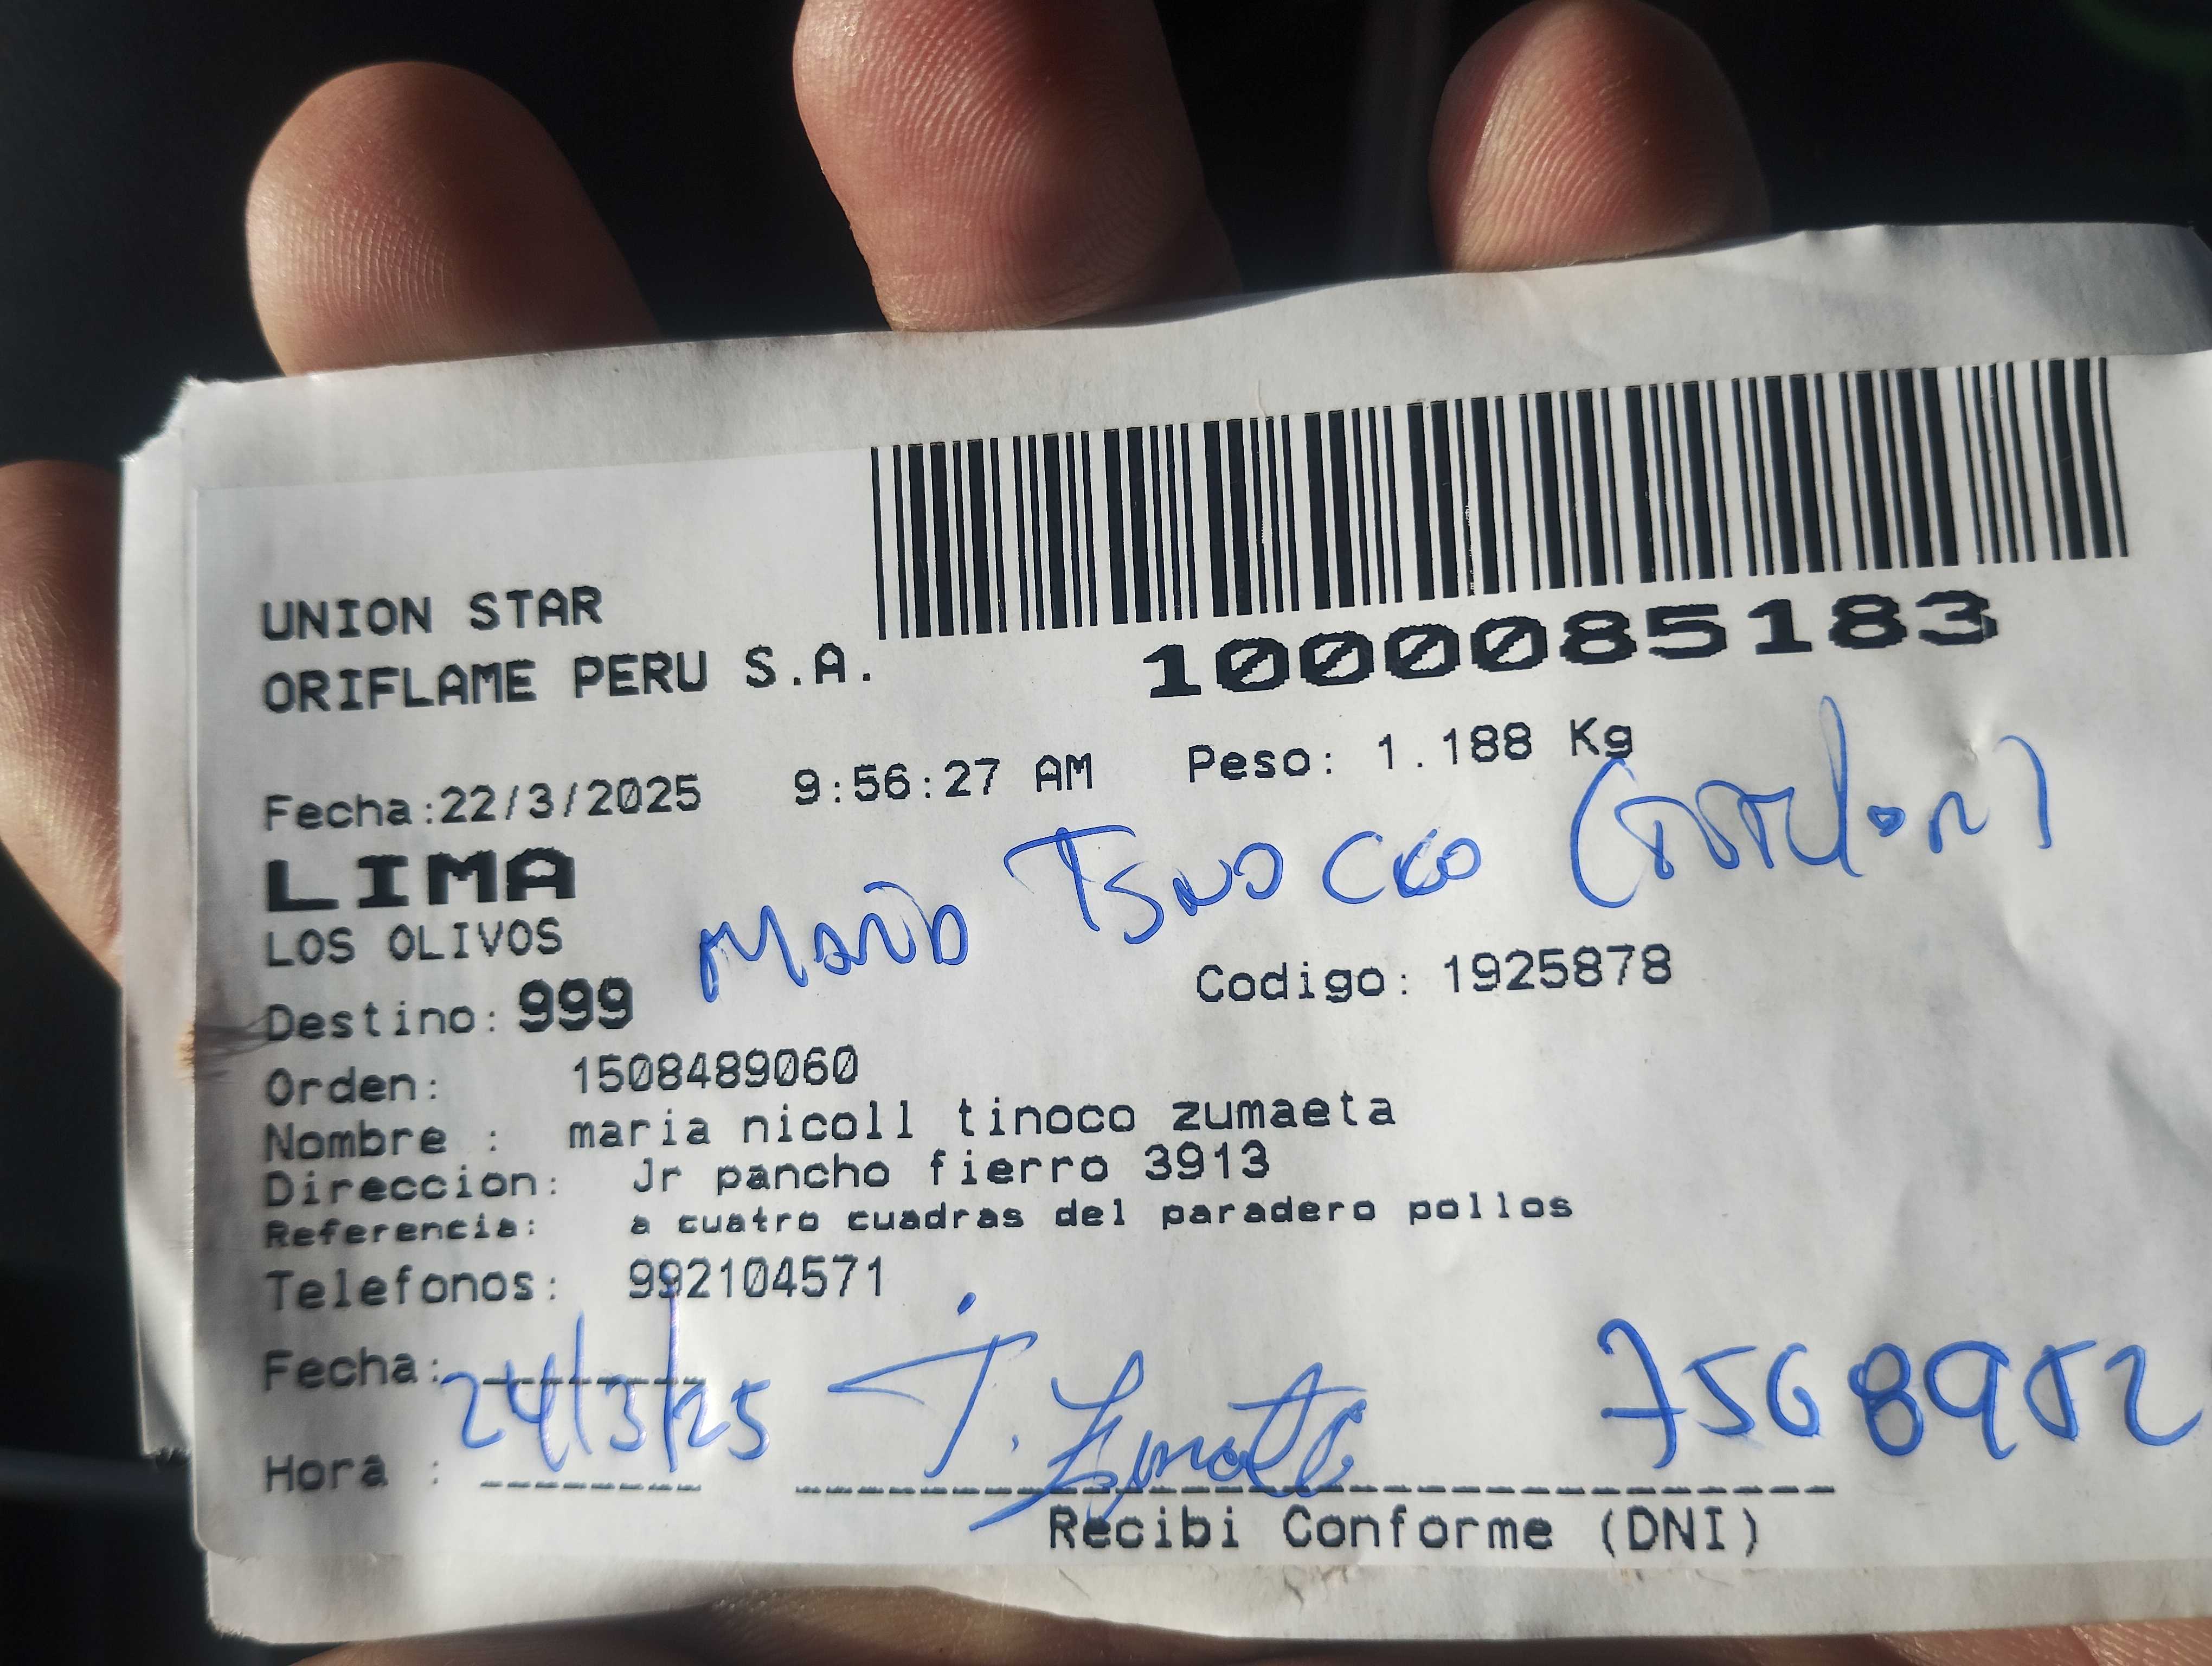 UNION STAR
ORIFLAME PERU S.A.
1000085183
Fecha:22/3/2025 9:56:27 AM Peso: 1.188 Kg
LIMA
LOS OLIVOS
Destino: 999 Codigo: 1925878
Orden: 1508489060
Nombre : maria nicoll tinoco zumaeta
Direccion: Jr pancho fierro 3913
Referencia: a cuatro cuadras del paradero pollos
Telefonos: 992104571
Fecha: 24/3/25
Hora :
Recibi Conforme (DNI)